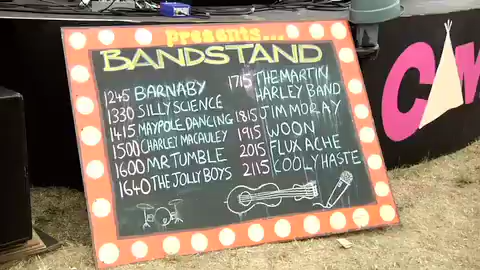 presents...
BANDSTAND
1245 BARNABY
1330 SILLY SCIENCE
1415 MAYPOLE DANCING
1500 CHARLEY MACAULEY
1600 MR TUMBLE
1640 THE JOLLY BOYS
1715 THE MARTIN
HARLEY BAND
1815 JIM MORAY
1915 WOON
2015 FLUX ACHE
2115 COOLY HASTE
CAM